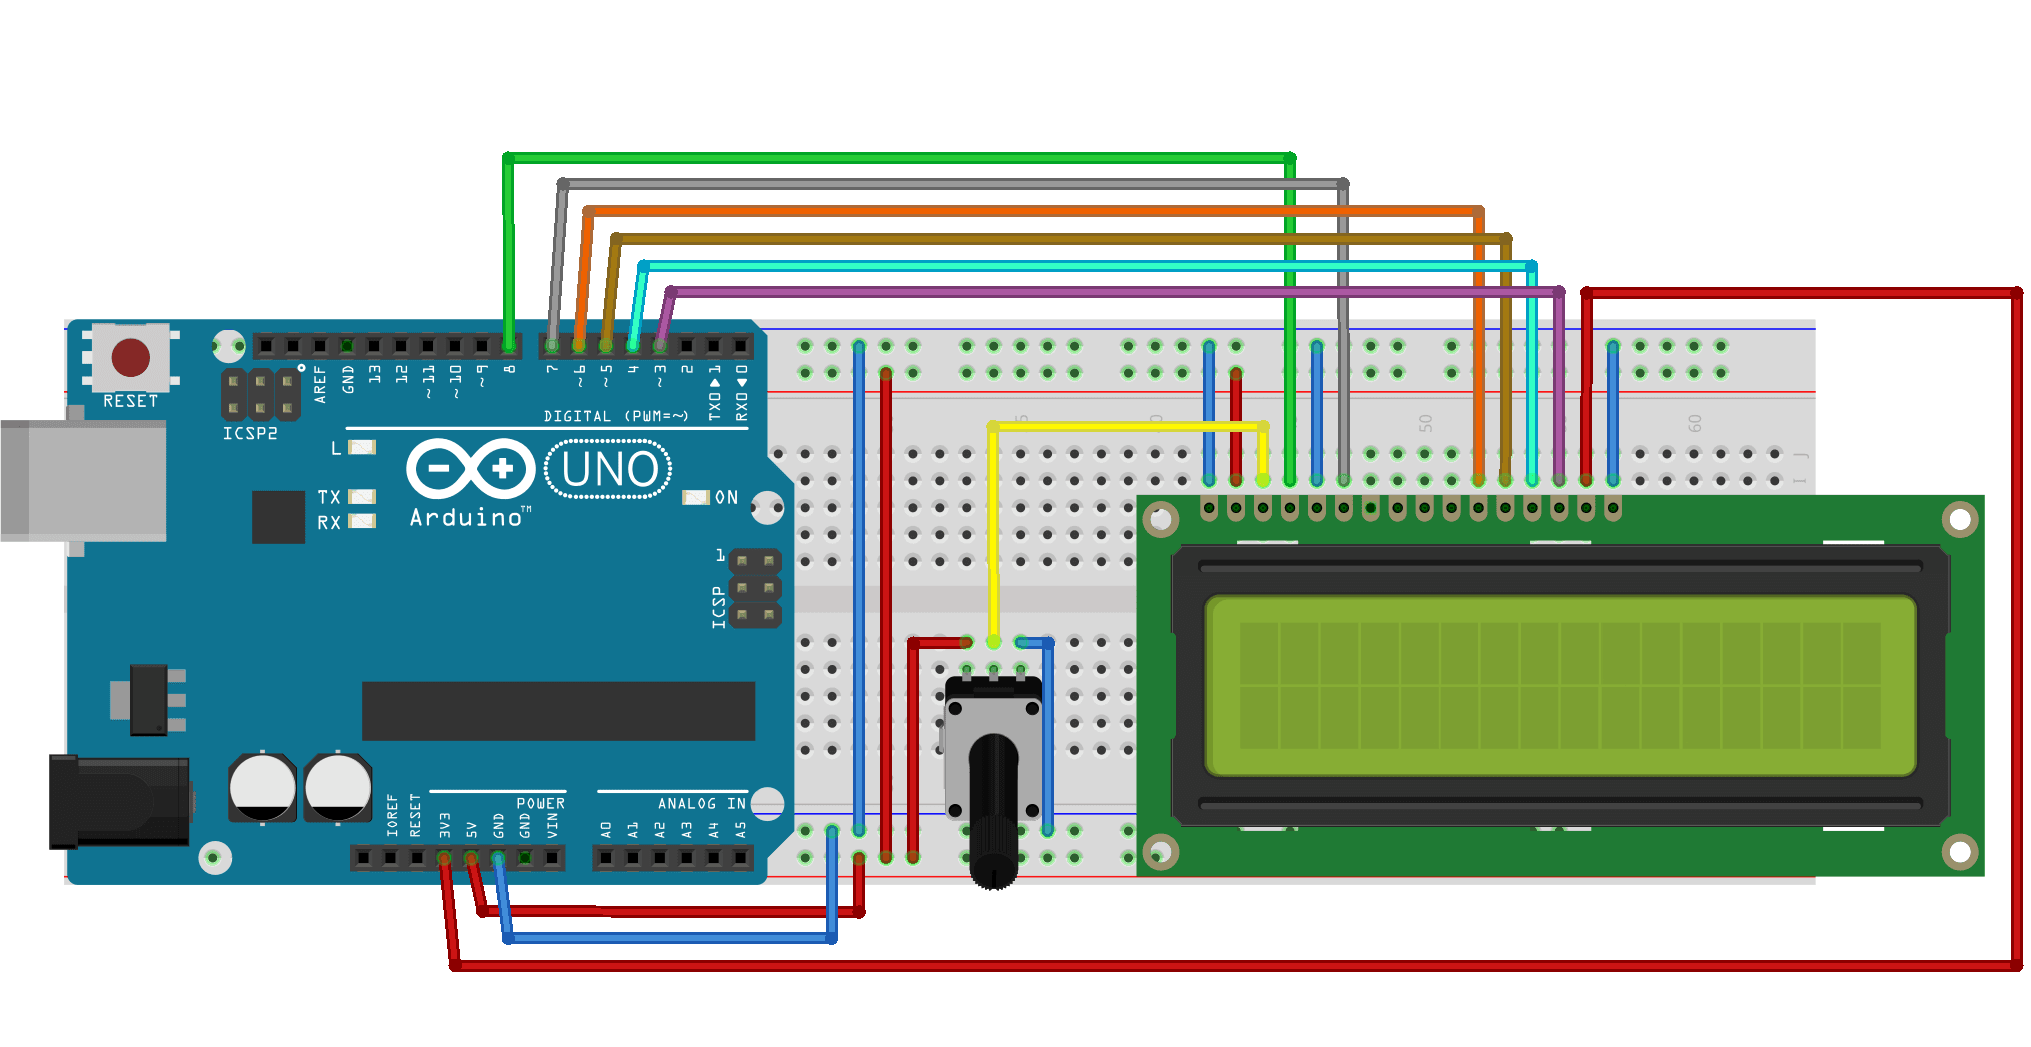 RESET
ICSP2
AREF
GND
13
12
~11
~10
~9
8
7
~6
~5
4
~3
2
TX0▶1
RX0◀0
DIGITAL (PWM=~)
L
TX
RX
UNO
Arduino™
ON
1
ICSP
IOREF
RESET
3V3
5V
GND
GND
VIN
POWER
A0
A1
A2
A3
A4
A5
ANALOG IN
50
60
J
I